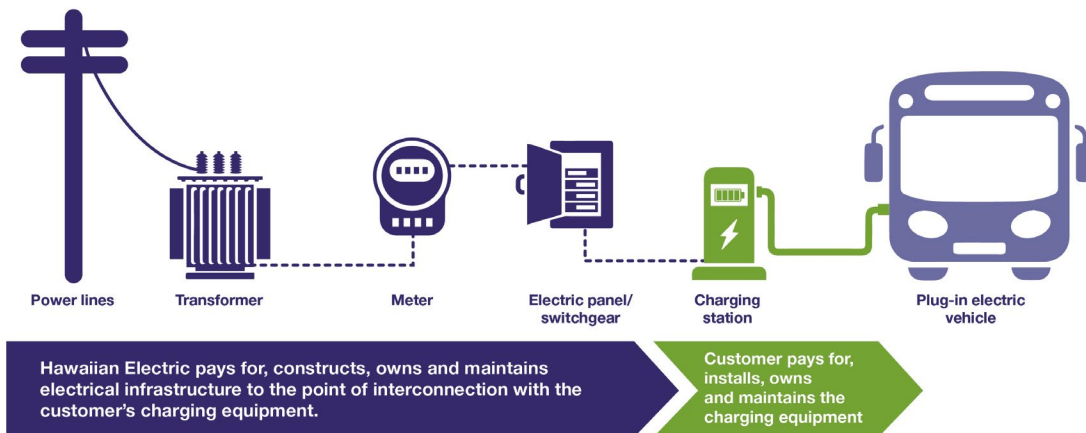 Power lines
Transformer
Meter
Electric panel/
switchgear
Charging
station
Plug-in electric
vehicle
Hawaiian Electric pays for, constructs, owns and maintains
electrical infrastructure to the point of interconnection with the
customer’s charging equipment.
Customer pays for,
installs, owns
and maintains the
charging equipment